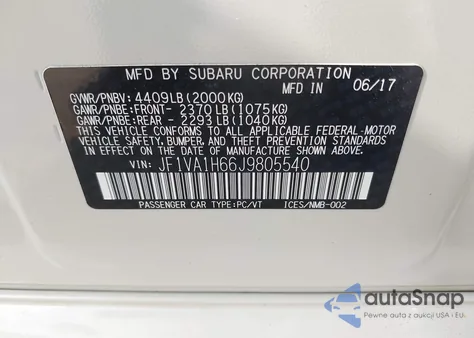 MFD BY SUBARU CORPORATION
GVWR/PNBV: 4409LB(2000KG) MFD IN 06/17
GAWR/PNBE:FRONT- 2370LB(1075KG)
GAWR/PNBE:REAR - 2293LB(1040KG)
THIS VEHICLE CONFORMS TO ALL APPLICABLE FEDERAL-MOTOR
VEHICLE SAFETY, BUMPER, AND THEFT PREVENTION STANDARDS
IN EFFECT ON THE DATE OF MANUFACTURE SHOWN ABOVE.
JF1VA1H66J9805540
PASSENGER CAR TYPE:PC/VT ICES/NMB-002
autoSnap
Pewne auta z aukcji USA i EU